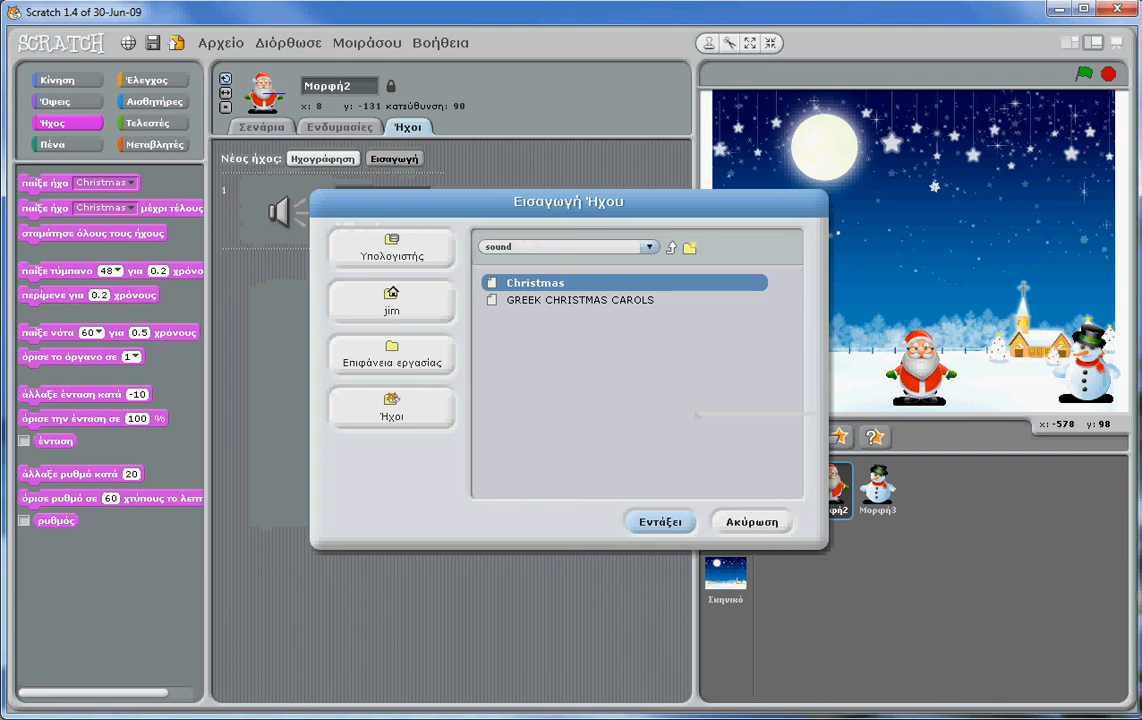 Scratch 1.4 of 30-Jun-09
SCRATCH
Αρχείο Διόρθωσε Μοιράσου Βοήθεια
Κίνηση
Έλεγχος
Όψεις
Αισθητήρες
Ήχος
Τελεστές
Πένα
Μεταβλητές
παίξε ήχο Christmas
παίξε ήχο Christmas μέχρι τέλους
σταμάτησε όλους τους ήχους
παίξε τύμπανο 48 για 0.2 χρόνο
περίμενε για 0.2 χρόνους
παίξε νότα 60 για 0.5 χρόνους
όρισε το όργανο σε 1
άλλαξε ένταση κατά -10
όρισε την ένταση σε 100 %
ένταση
άλλαξε ρυθμό κατά 20
όρισε ρυθμό σε 60 χτύπους το λεπτ
ρυθμός
Μορφή2
x: 8 y: -131 κατεύθυνση: 90
Σενάρια
Ενδυμασίες
Ήχοι
Νέος ήχος: Ηχογράφηση Εισαγωγή
1
Εισαγωγή Ήχου
Υπολογιστής
jim
Επιφάνεια εργασίας
Ήχοι
sound
Christmas
GREEK CHRISTMAS CAROLS
Εντάξει
Ακύρωση
x: -578 y: 98
ρφή2
Μορφή3
Σκηνικό